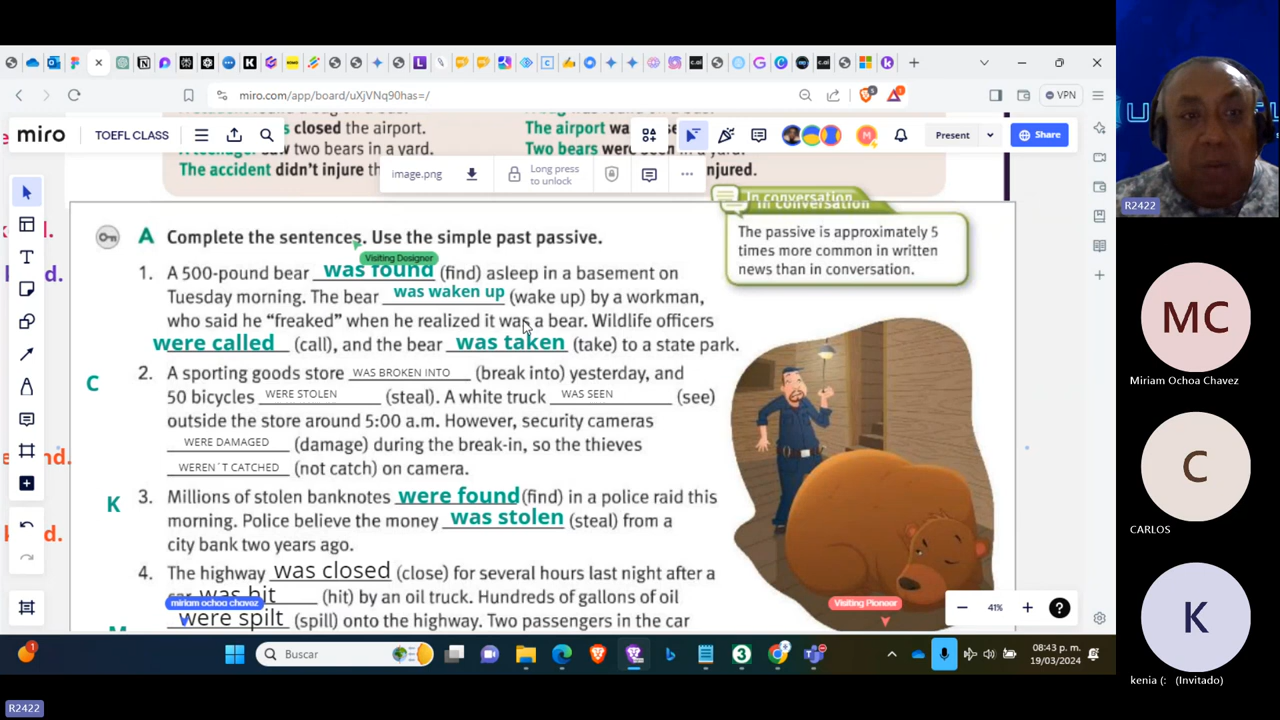 miro.com/app/board/uXjVNq90has=/
VPN
miro
TOEFL CLASS
Present
Share
closed the airport.
The airport
saw two bears in a yard.
Two bears were
The accident didn't injure
njured.
image.png
Long press
to unlock
In conversation
The passive is approximately 5
times more common in written
news than in conversation.
A Complete the sentences. Use the simple past passive.
Visiting Designer
1. A 500-pound bear was found (find) asleep in a basement on
Tuesday morning. The bear was waken up (wake up) by a workman,
who said he “freaked” when he realized it was a bear. Wildlife officers
were called (call), and the bear was taken (take) to a state park.
C
2. A sporting goods store WAS BROKEN INTO (break into) yesterday, and
50 bicycles WERE STOLEN (steal). A white truck WAS SEEN (see)
outside the store around 5:00 a.m. However, security cameras
WERE DAMAGED (damage) during the break-in, so the thieves
WEREN´T CATCHED (not catch) on camera.
K
3. Millions of stolen banknotes were found (find) in a police raid this
morning. Police believe the money was stolen (steal) from a
city bank two years ago.
4. The highway was closed (close) for several hours last night after a
was hit (hit) by an oil truck. Hundreds of gallons of oil
miriam ochoa chavez
were spilt (spill) onto the highway. Two passengers in the car
Visiting Pioneer
41%
kind.
kind.
end.
d.
Buscar
08:43 p. m.
19/03/2024
R2422
R2422
MC
Miriam Ochoa Chavez
C
CARLOS
K
kenia (: (Invitado)